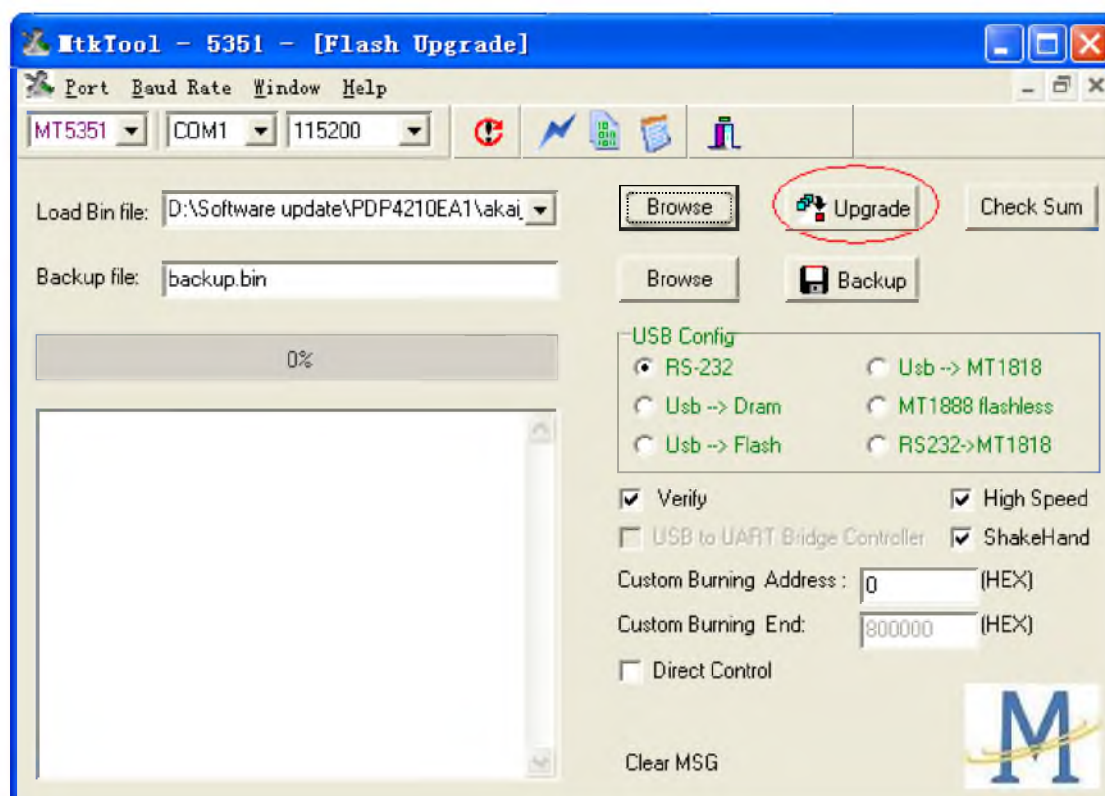 MtkTool - 5351 - [Flash Upgrade]
Port Baud Rate Window Help
MT5351 COM1 115200
Load Bin file: D:\Software update\PDP4210EA1\akai_ Browse Upgrade Check Sum
Backup file: backup.bin Browse Backup
0%
USB Config
RS-232 Usb --> MT1818
Usb --> Dram MT1888 flashless
Usb --> Flash RS232->MT1818
Verify High Speed
USB to UART Bridge Controller ShakeHand
Custom Burning Address : 0 (HEX)
Custom Burning End: 800000 (HEX)
Direct Control
Clear MSG
M